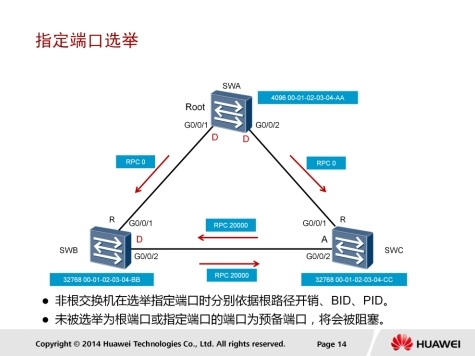 指定端口选举
SWA
4096 00-01-02-03-04-AA
Root
G0/0/1
G0/0/2
D
D
RPC 0
RPC 0
R
G0/0/1
G0/0/1
R
RPC 20000
D
A
SWB
G0/0/2
G0/0/2
SWC
RPC 20000
32768 00-01-02-03-04-BB
32768 00-01-02-03-04-CC
● 非根交换机在选举指定端口时分别依据根路径开销、BID、PID。
● 未被选举为根端口或指定端口的端口为预备端口，将会被阻塞。
Copyright © 2014 Huawei Technologies Co., Ltd. All rights reserved.
Page 14
HUAWEI